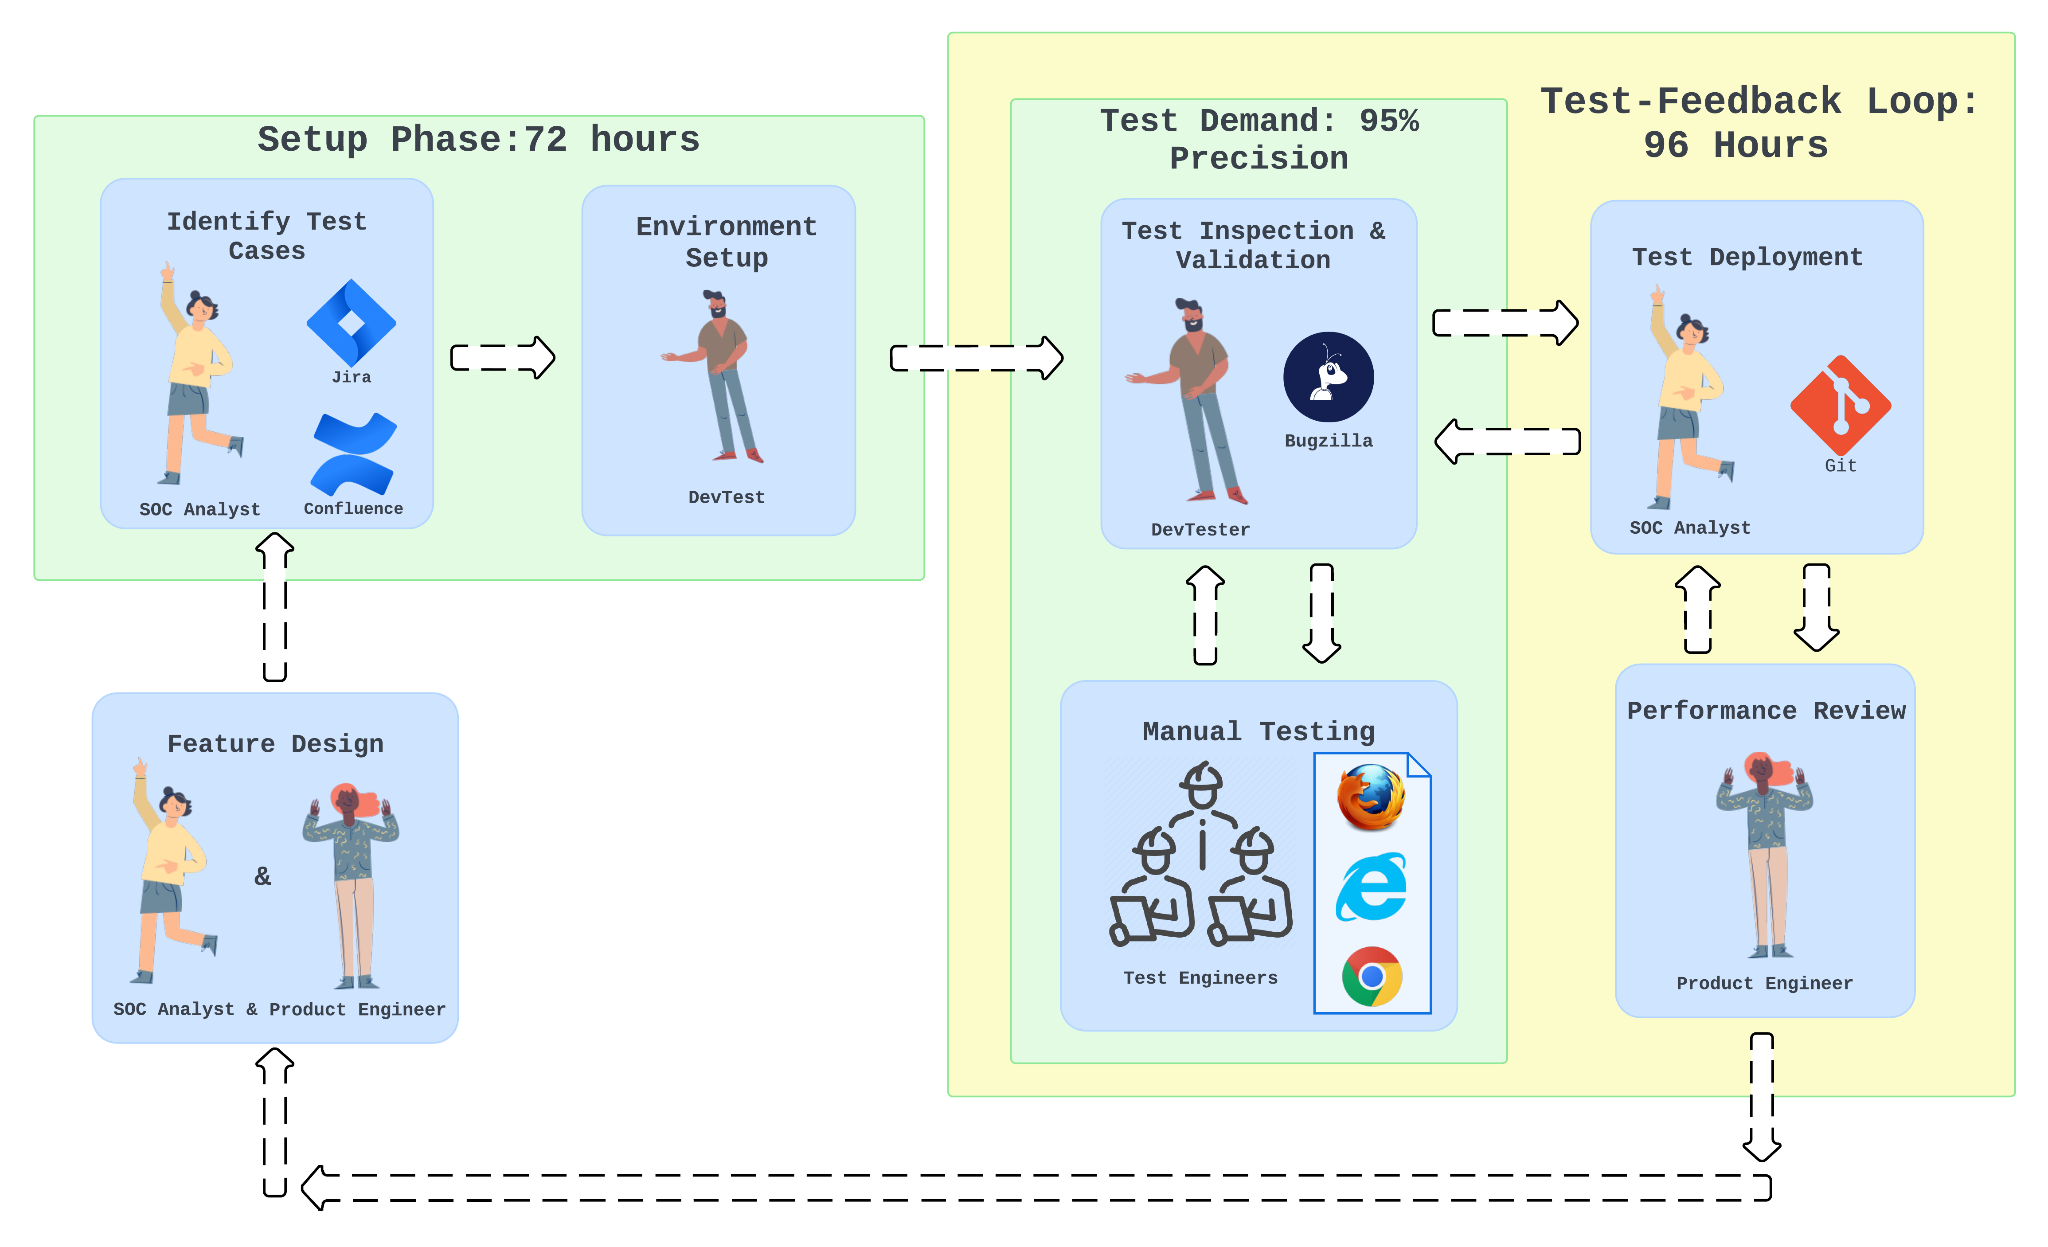 Setup Phase:72 hours
Identify Test
Cases
Jira
Confluence
SOC Analyst
Environment
Setup
DevTest
Test-Feedback Loop:
96 Hours
Test Demand: 95%
Precision
Test Inspection &
Validation
Bugzilla
DevTester
Test Deployment
Git
SOC Analyst
Feature Design
&
SOC Analyst & Product Engineer
Manual Testing
Test Engineers
Performance Review
Product Engineer